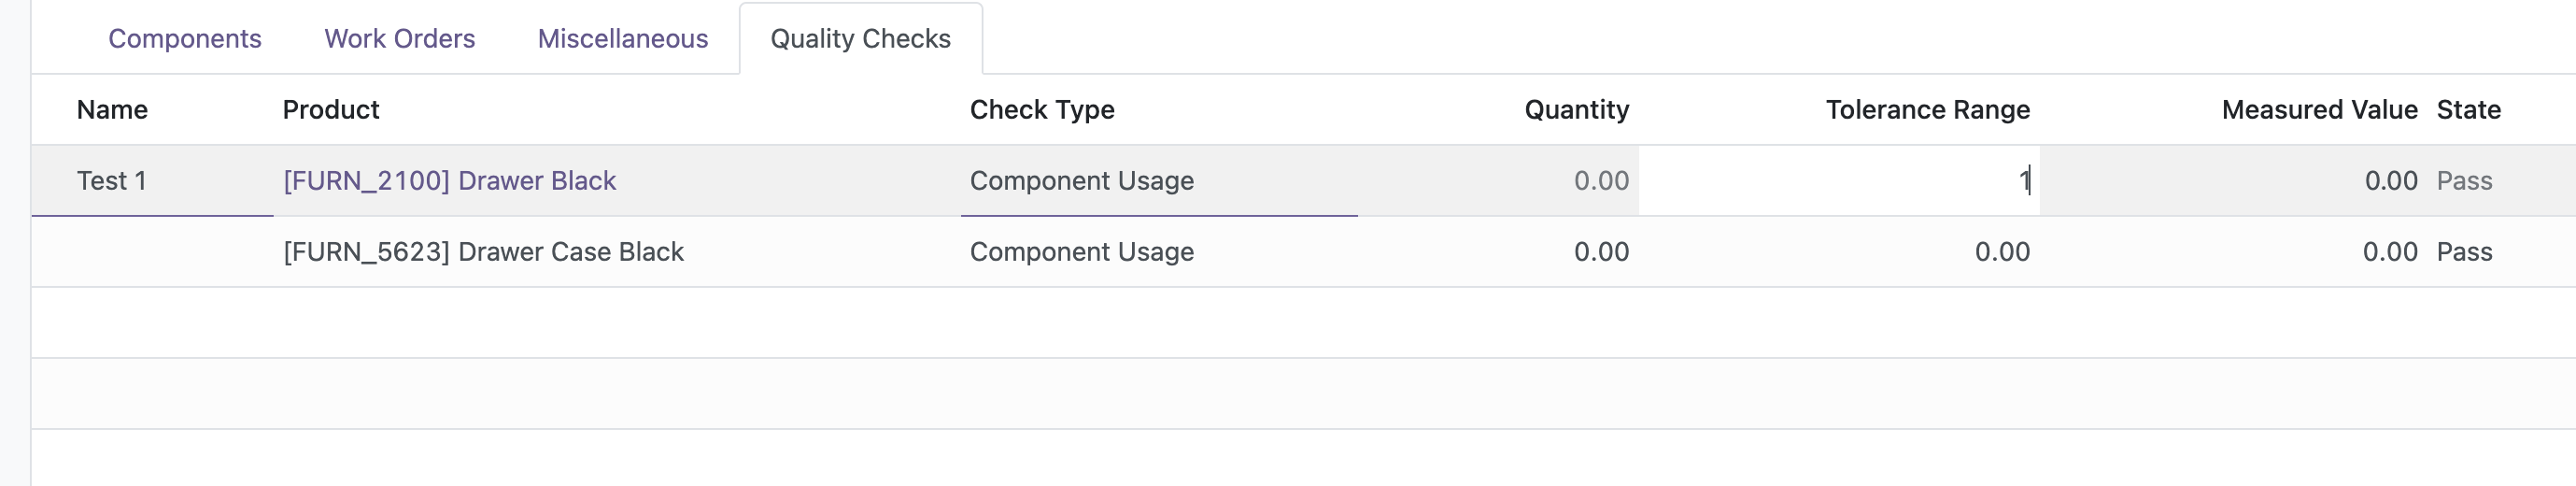 Components Work Orders Miscellaneous Quality Checks
Name Product Check Type Quantity Tolerance Range Measured Value State
Test 1 [FURN_2100] Drawer Black Component Usage 0.00 1 0.00 Pass
[FURN_5623] Drawer Case Black Component Usage 0.00 0.00 0.00 Pass